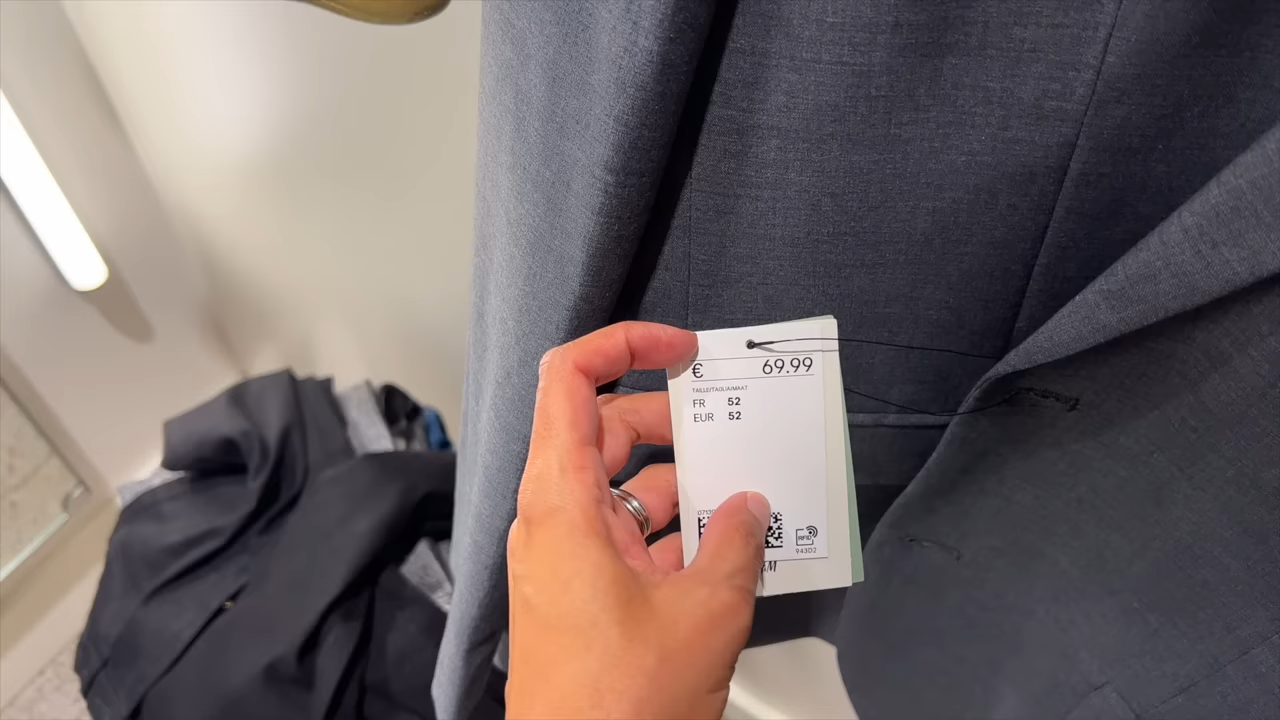 € 69.99
TAILLE/TAGLIA/MAAT
FR 52
EUR 52
RFID
943D2